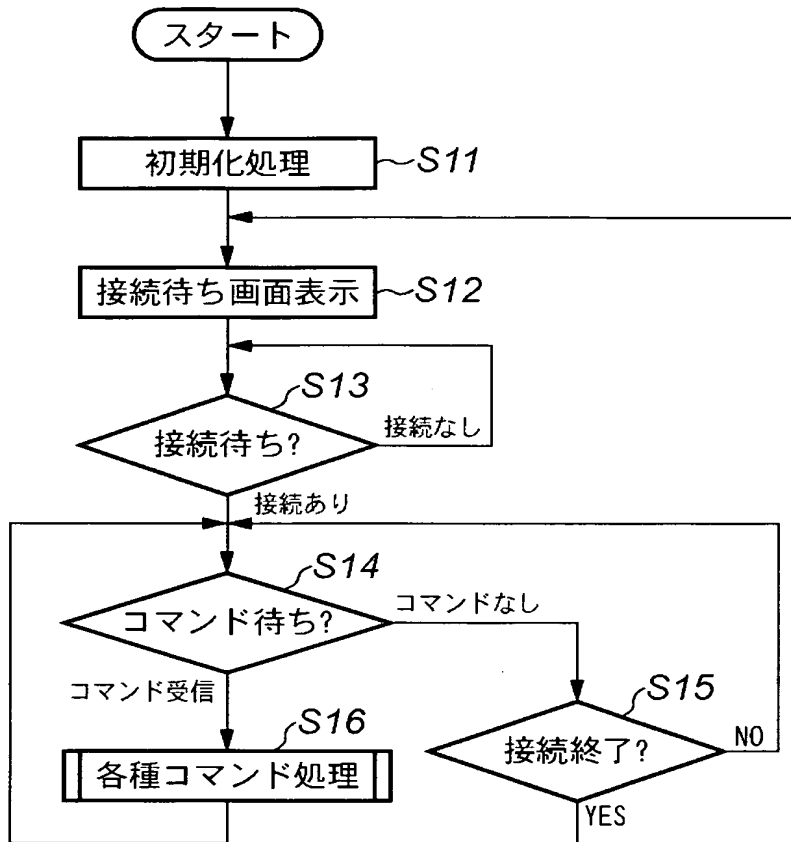 スタート
初期化処理
S11
接続待ち画面表示
S12
S13
接続待ち?
接続なし
接続あり
S14
コマンド待ち?
コマンドなし
コマンド受信
S15
接続終了?
NO
YES
S16
各種コマンド処理